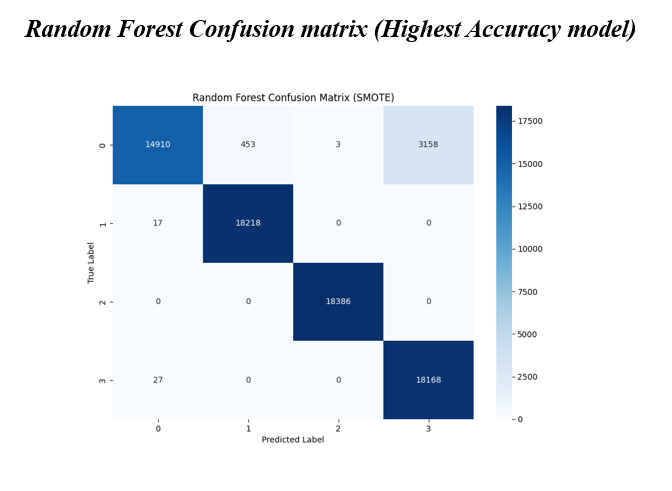 Random Forest Confusion matrix (Highest Accuracy model)
Random Forest Confusion Matrix (SMOTE)
0 14910 453 3 3158
1 17 18218 0 0
2 0 0 18386 0
3 27 0 0 18168
0 1 2 3
True Label
Predicted Label
17500
15000
12500
10000
7500
5000
2500
0